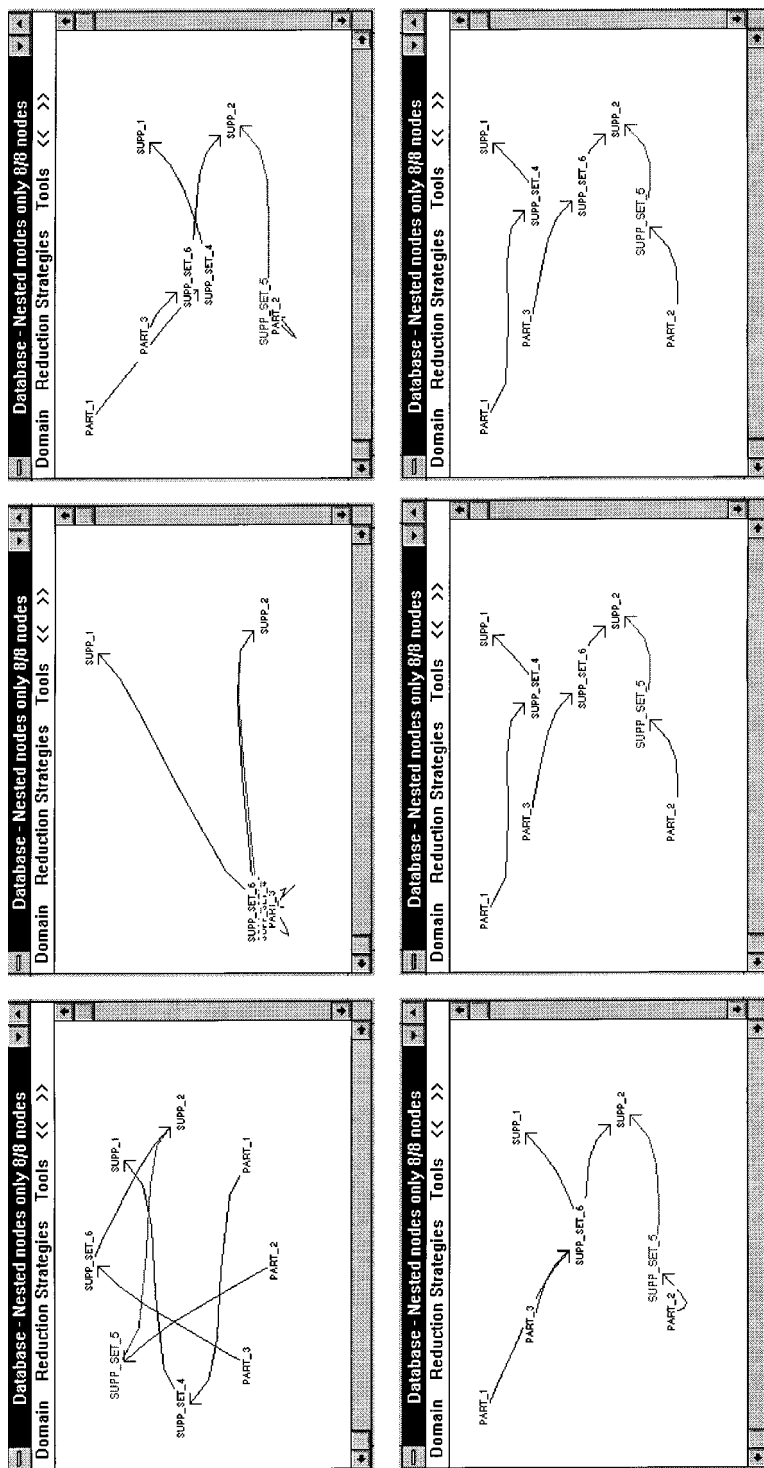 Database - Nested nodes only 8/8 nodes
Domain Reduction Strategies Tools << >>
SUPP_SET_6
SUPP_SET_5 SUPP_1
SUPP_SET_4 SUPP_2
PART_3 PART_1
PART_2
Database - Nested nodes only 8/8 nodes
Domain Reduction Strategies Tools << >>
SUPP_1
SUPP_SET_6 SUPP_2
PART_3
Database - Nested nodes only 8/8 nodes
Domain Reduction Strategies Tools << >>
PART_1
PART_3 SUPP_1
SUPP_SET_6
SUPP_SET_4
SUPP_2
SUPP_SET_5
PART_2
Database - Nested nodes only 8/8 nodes
Domain Reduction Strategies Tools << >>
PART_1
SUPP_1
PART_3
SUPP_SET_6
SUPP_2
SUPP_SET_5
PART_2
Database - Nested nodes only 8/8 nodes
Domain Reduction Strategies Tools << >>
PART_1 SUPP_1
PART_3 SUPP_SET_4
SUPP_SET_6
SUPP_2
SUPP_SET_5
PART_2
Database - Nested nodes only 8/8 nodes
Domain Reduction Strategies Tools << >>
PART_1 SUPP_1
PART_3 SUPP_SET_4
SUPP_SET_6
SUPP_2
SUPP_SET_5
PART_2